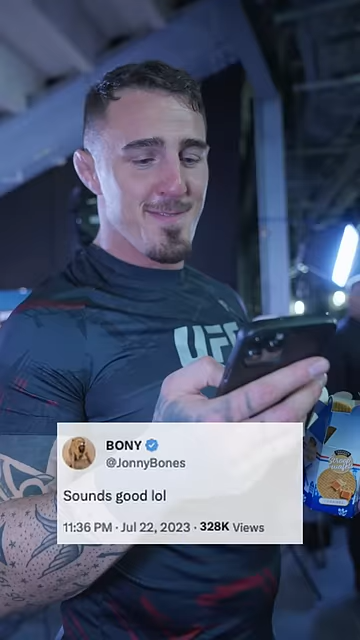 UFC
BONY
@JonnyBones
Sounds good lol
11:36 PM · Jul 22, 2023 · 328K Views